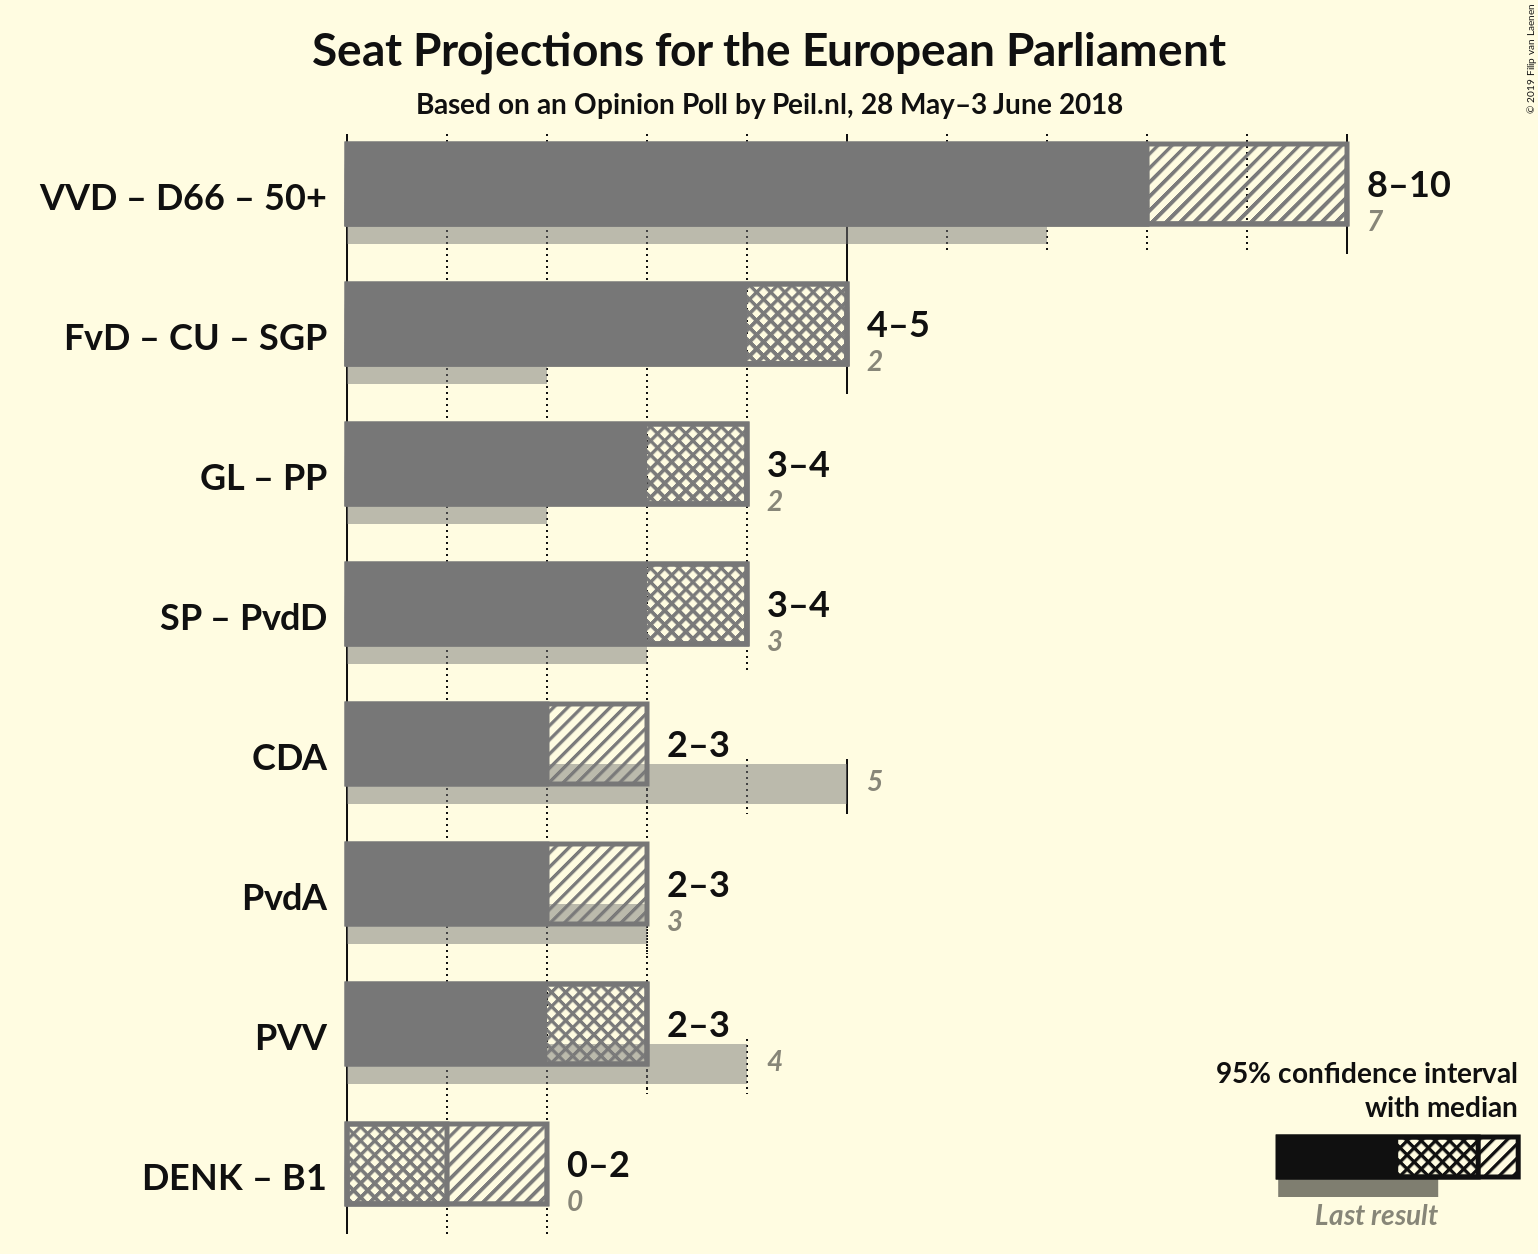 Seat Projections for the European Parliament
Based on an Opinion Poll by Peil.nl, 28 May–3 June 2018
© 2019 Filip van Laenen
VVD – D66 – 50+
8–10
7
FvD – CU – SGP
4–5
2
GL – PP
3–4
2
SP – PvdD
3–4
3
CDA
2–3
5
PvdA
2–3
3
PVV
2–3
4
DENK – B1
0–2
0
95% confidence interval
with median
Last result